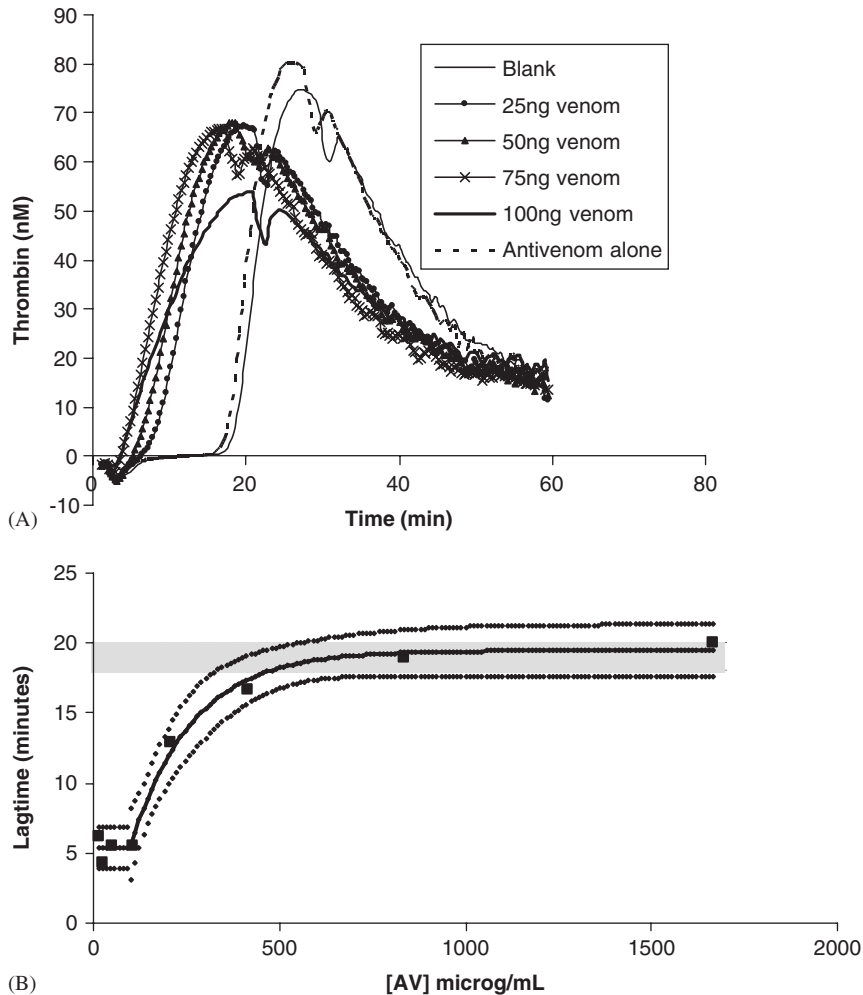 90
80
70
60
50
40
30
20
10
0
-10
Thrombin (nM)
Blank
25ng venom
50ng venom
75ng venom
100ng venom
Antivenom alone
0 20 40 60 80
Time (min)
(A)
25
20
15
10
5
0
Lagtime (minutes)
0 500 1000 1500 2000
[AV] microg/mL
(B)